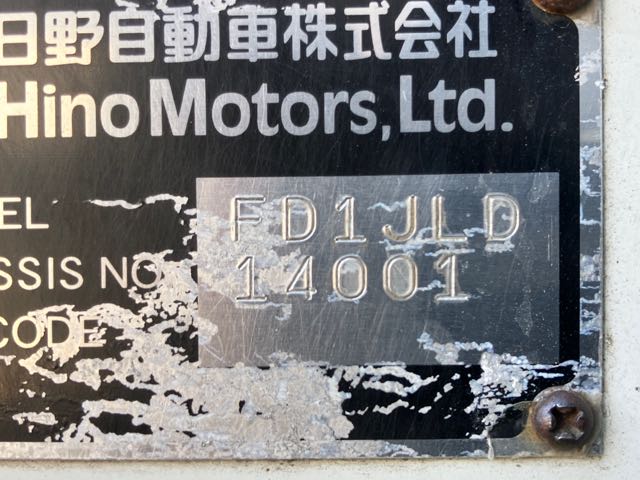 日野自動車株式会社
Hino Motors, Ltd.
EL FD1JLD
SSIS NO. 14001
CODE